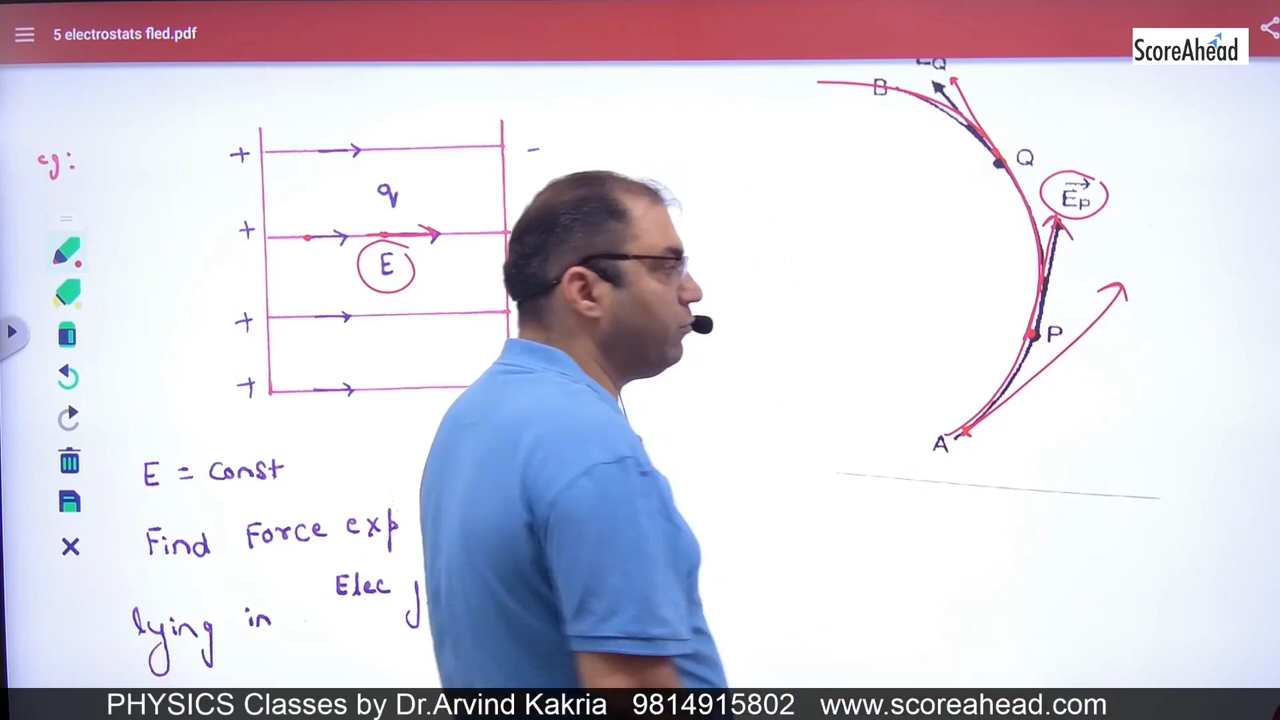 5 electrostats fled.pdf
ScoreAhead
eg:
+ -
q
+
E
+
+
E = const
Find Force exp
Elec
lying in
B
Q
Q
Ep
P
A
PHYSICS Classes by Dr.Arvind Kakria 9814915802 www.scoreahead.com